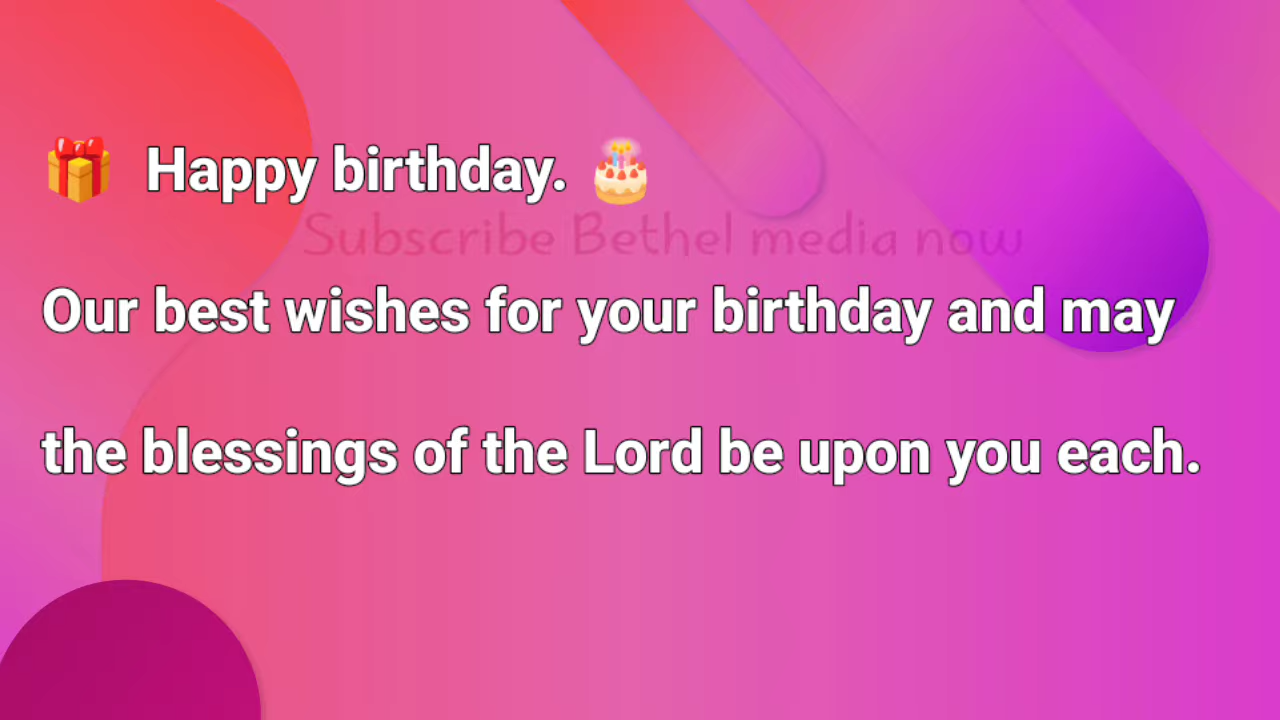 🎁 Happy birthday. 🎂
Subscribe Bethel media now
Our best wishes for your birthday and may
the blessings of the Lord be upon you each.